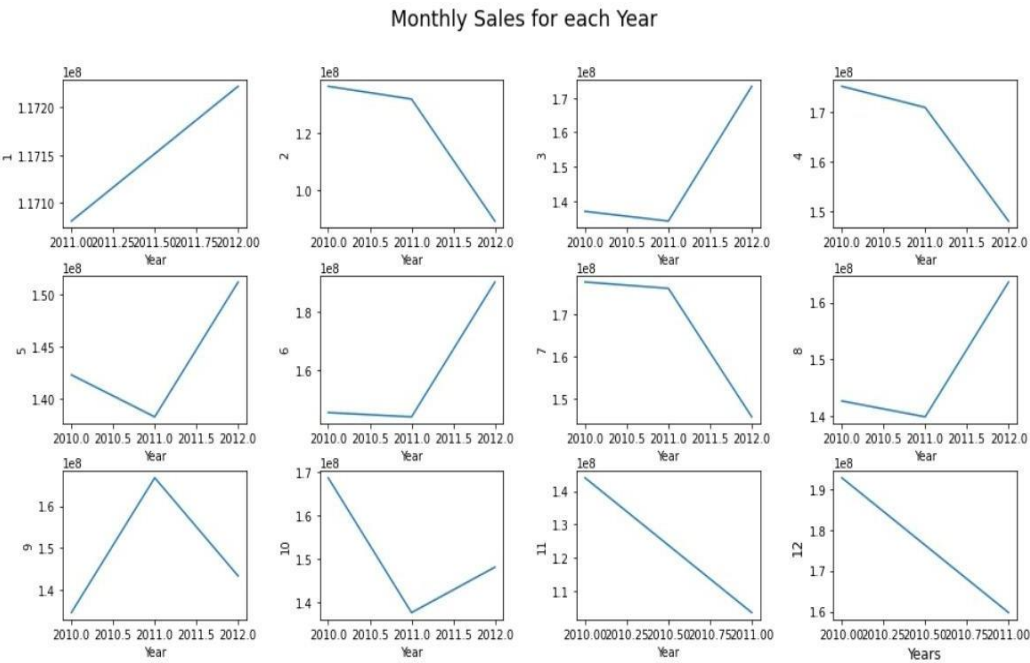 Monthly Sales for each Year
1e8 1e8 1e8 1e8
1.1720 1.1715 1.1710
1
2011.00 2011.25 2011.50 2011.75 2012.00
Year
1.2 1.0
2
2010.0 2010.5 2011.0 2011.5 2012.0
Year
1.7 1.6 1.5 1.4
3
2010.0 2010.5 2011.0 2011.5 2012.0
Year
1.7 1.6 1.5
4
2010.0 2010.5 2011.0 2011.5 2012.0
Year
1e8 1e8 1e8 1e8
1.50 1.45 1.40
5
2010.0 2010.5 2011.0 2011.5 2012.0
Year
1.8 1.6
6
2010.0 2010.5 2011.0 2011.5 2012.0
Year
1.7 1.6 1.5
7
2010.0 2010.5 2011.0 2011.5 2012.0
Year
1.6 1.5 1.4
8
2010.0 2010.5 2011.0 2011.5 2012.0
Year
1e8 1e8 1e8 1e8
1.6 1.5 1.4
9
2010.0 2010.5 2011.0 2011.5 2012.0
Year
1.7 1.6 1.5 1.4
10
2010.0 2010.5 2011.0 2011.5 2012.0
Year
1.4 1.3 1.2 1.1
11
2010.00 2010.25 2010.50 2010.75 2011.00
Year
1.9 1.8 1.7 1.6
12
2010.00 2010.25 2010.50 2010.75 2011.00
Years